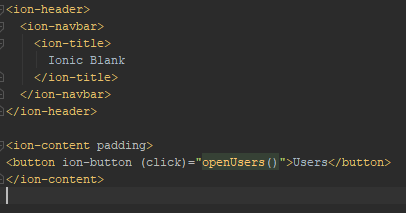 <ion-header>
<ion-navbar>
<ion-title>
Ionic Blank
</ion-title>
</ion-navbar>
</ion-header>
<ion-content padding>
<button ion-button (click)="openUsers()">Users</button>
</ion-content>